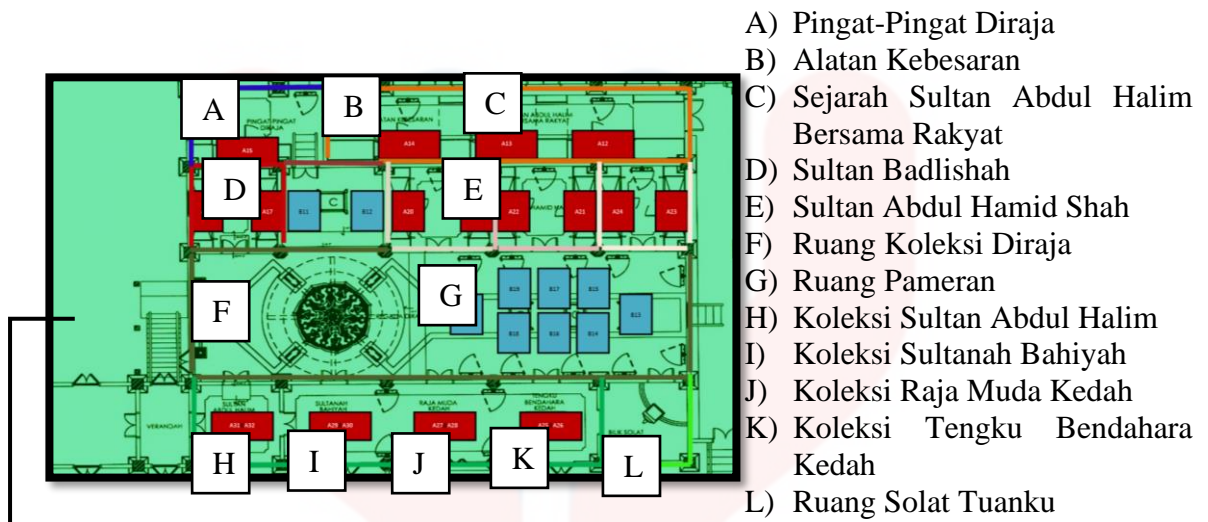 A) Pingat-Pingat Diraja
B) Alatan Kebesaran
C) Sejarah Sultan Abdul Halim
Bersama Rakyat
D) Sultan Badlishah
E) Sultan Abdul Hamid Shah
F) Ruang Koleksi Diraja
G) Ruang Pameran
H) Koleksi Sultan Abdul Halim
I) Koleksi Sultanah Bahiyah
J) Koleksi Raja Muda Kedah
K) Koleksi Tengku Bendahara
Kedah
L) Ruang Solat Tuanku
A
B
C
PINGAT-PINGAT
DIRAJA
A15
A14
A13
A12
D
A17
B11
C
B12
A20
E
A22
A21
A24
A23
F
G
B19
B17
B15
B18
B16
B14
B13
VERANDAH
SULTAN
ABDUL HALIM
SULTANAH
BAHIYAH
RAJA MUDA
KEDAH
TENGKU
BENDAHARA
KEDAH
A31 A32
A29 A30
A27 A28
A26
BILIK SOLAT
H
I
J
K
L